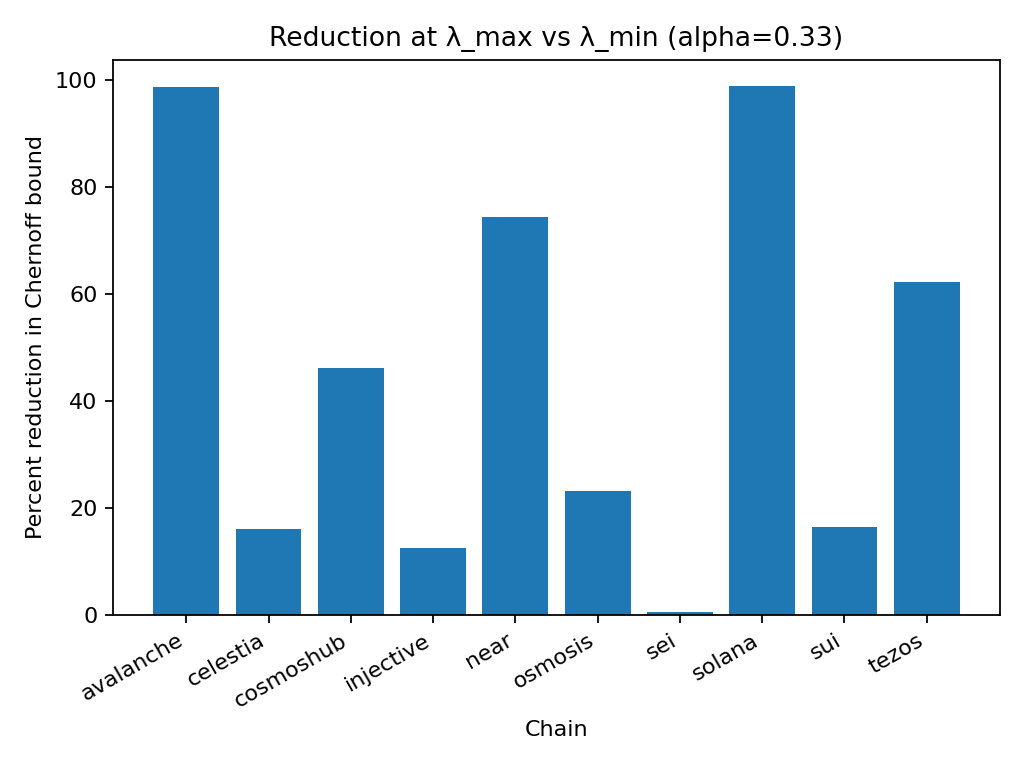 Reduction at λ_max vs λ_min (alpha=0.33)
Percent reduction in Chernoff bound
100
80
60
40
20
0
avalanche
celestia
cosmoshub
injective
near
osmosis
sei
solana
sui
tezos
Chain